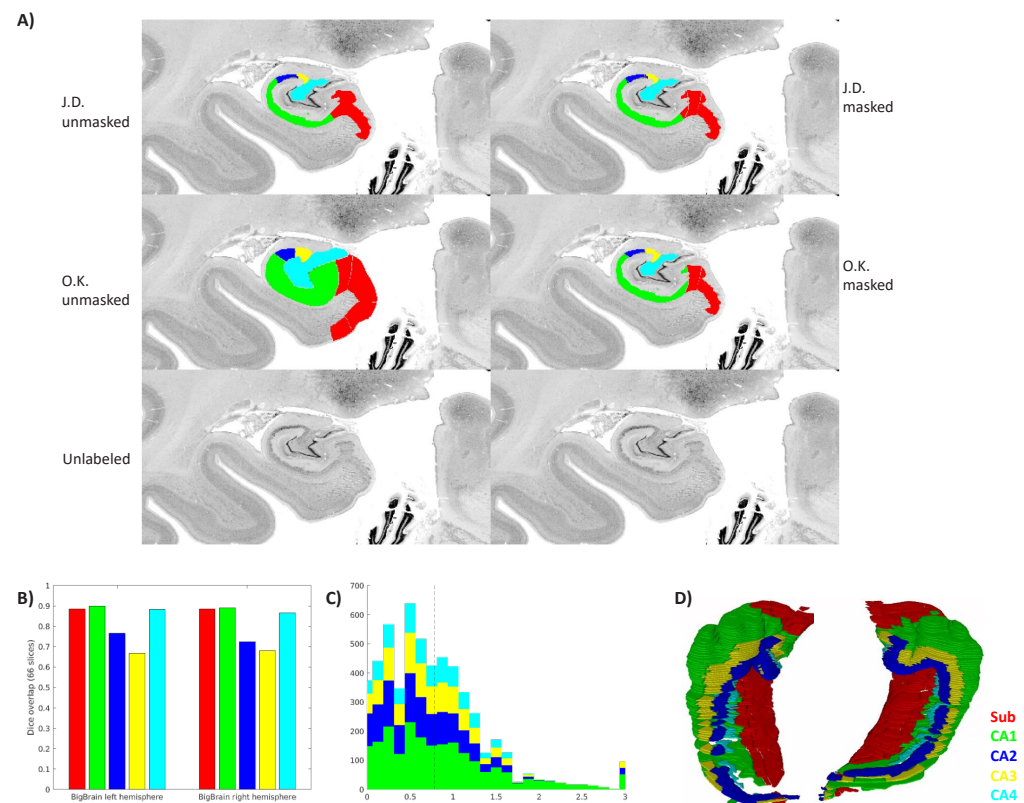 A)
J.D.
unmasked
J.D.
masked
O.K.
unmasked
O.K.
masked
Unlabeled
B)
Dice overlap (66 slices)
1
0.9
0.8
0.7
0.6
0.5
0.4
0.3
0.2
0.1
0
BigBrain left hemisphere
BigBrain right hemisphere
C)
700
600
500
400
300
200
100
0
0
0.5
1
1.5
2
2.5
3
D)
Sub
CA1
CA2
CA3
CA4